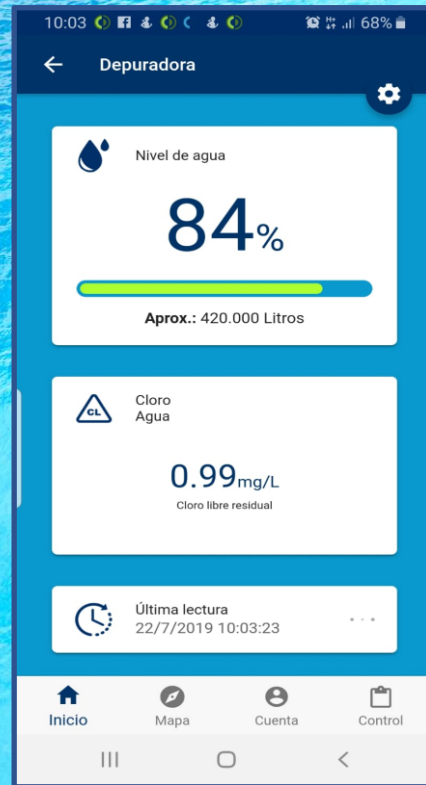 10:03 68%
Depuradora
Nivel de agua
84%
Aprox.: 420.000 Litros
CL
Cloro
Agua
0.99mg/L
Cloro libre residual
Última lectura
22/7/2019 10:03:23
Inicio Mapa Cuenta Control